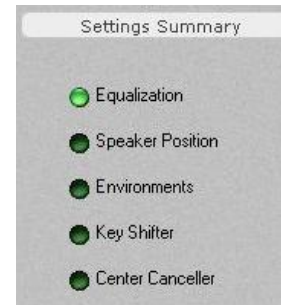 Settings Summary
Equalization
Speaker Position
Environments
Key Shifter
Center Canceller